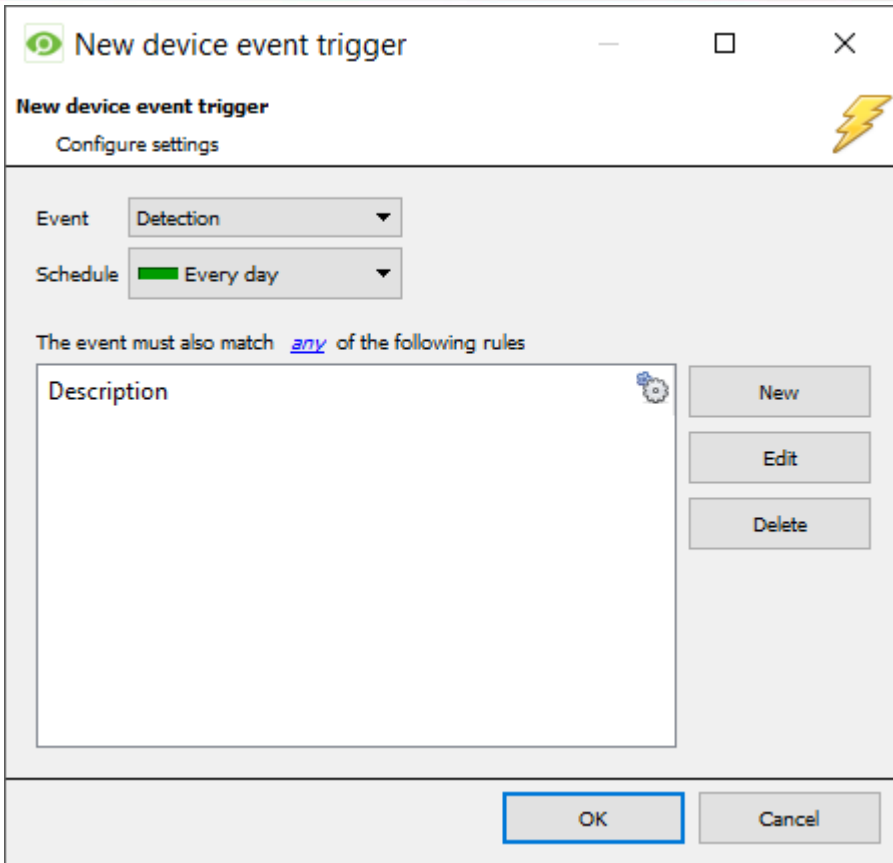 New device event trigger
New device event trigger
Configure settings
Event Detection
Schedule Every day
The event must also match any of the following rules
Description
New
Edit
Delete
OK Cancel